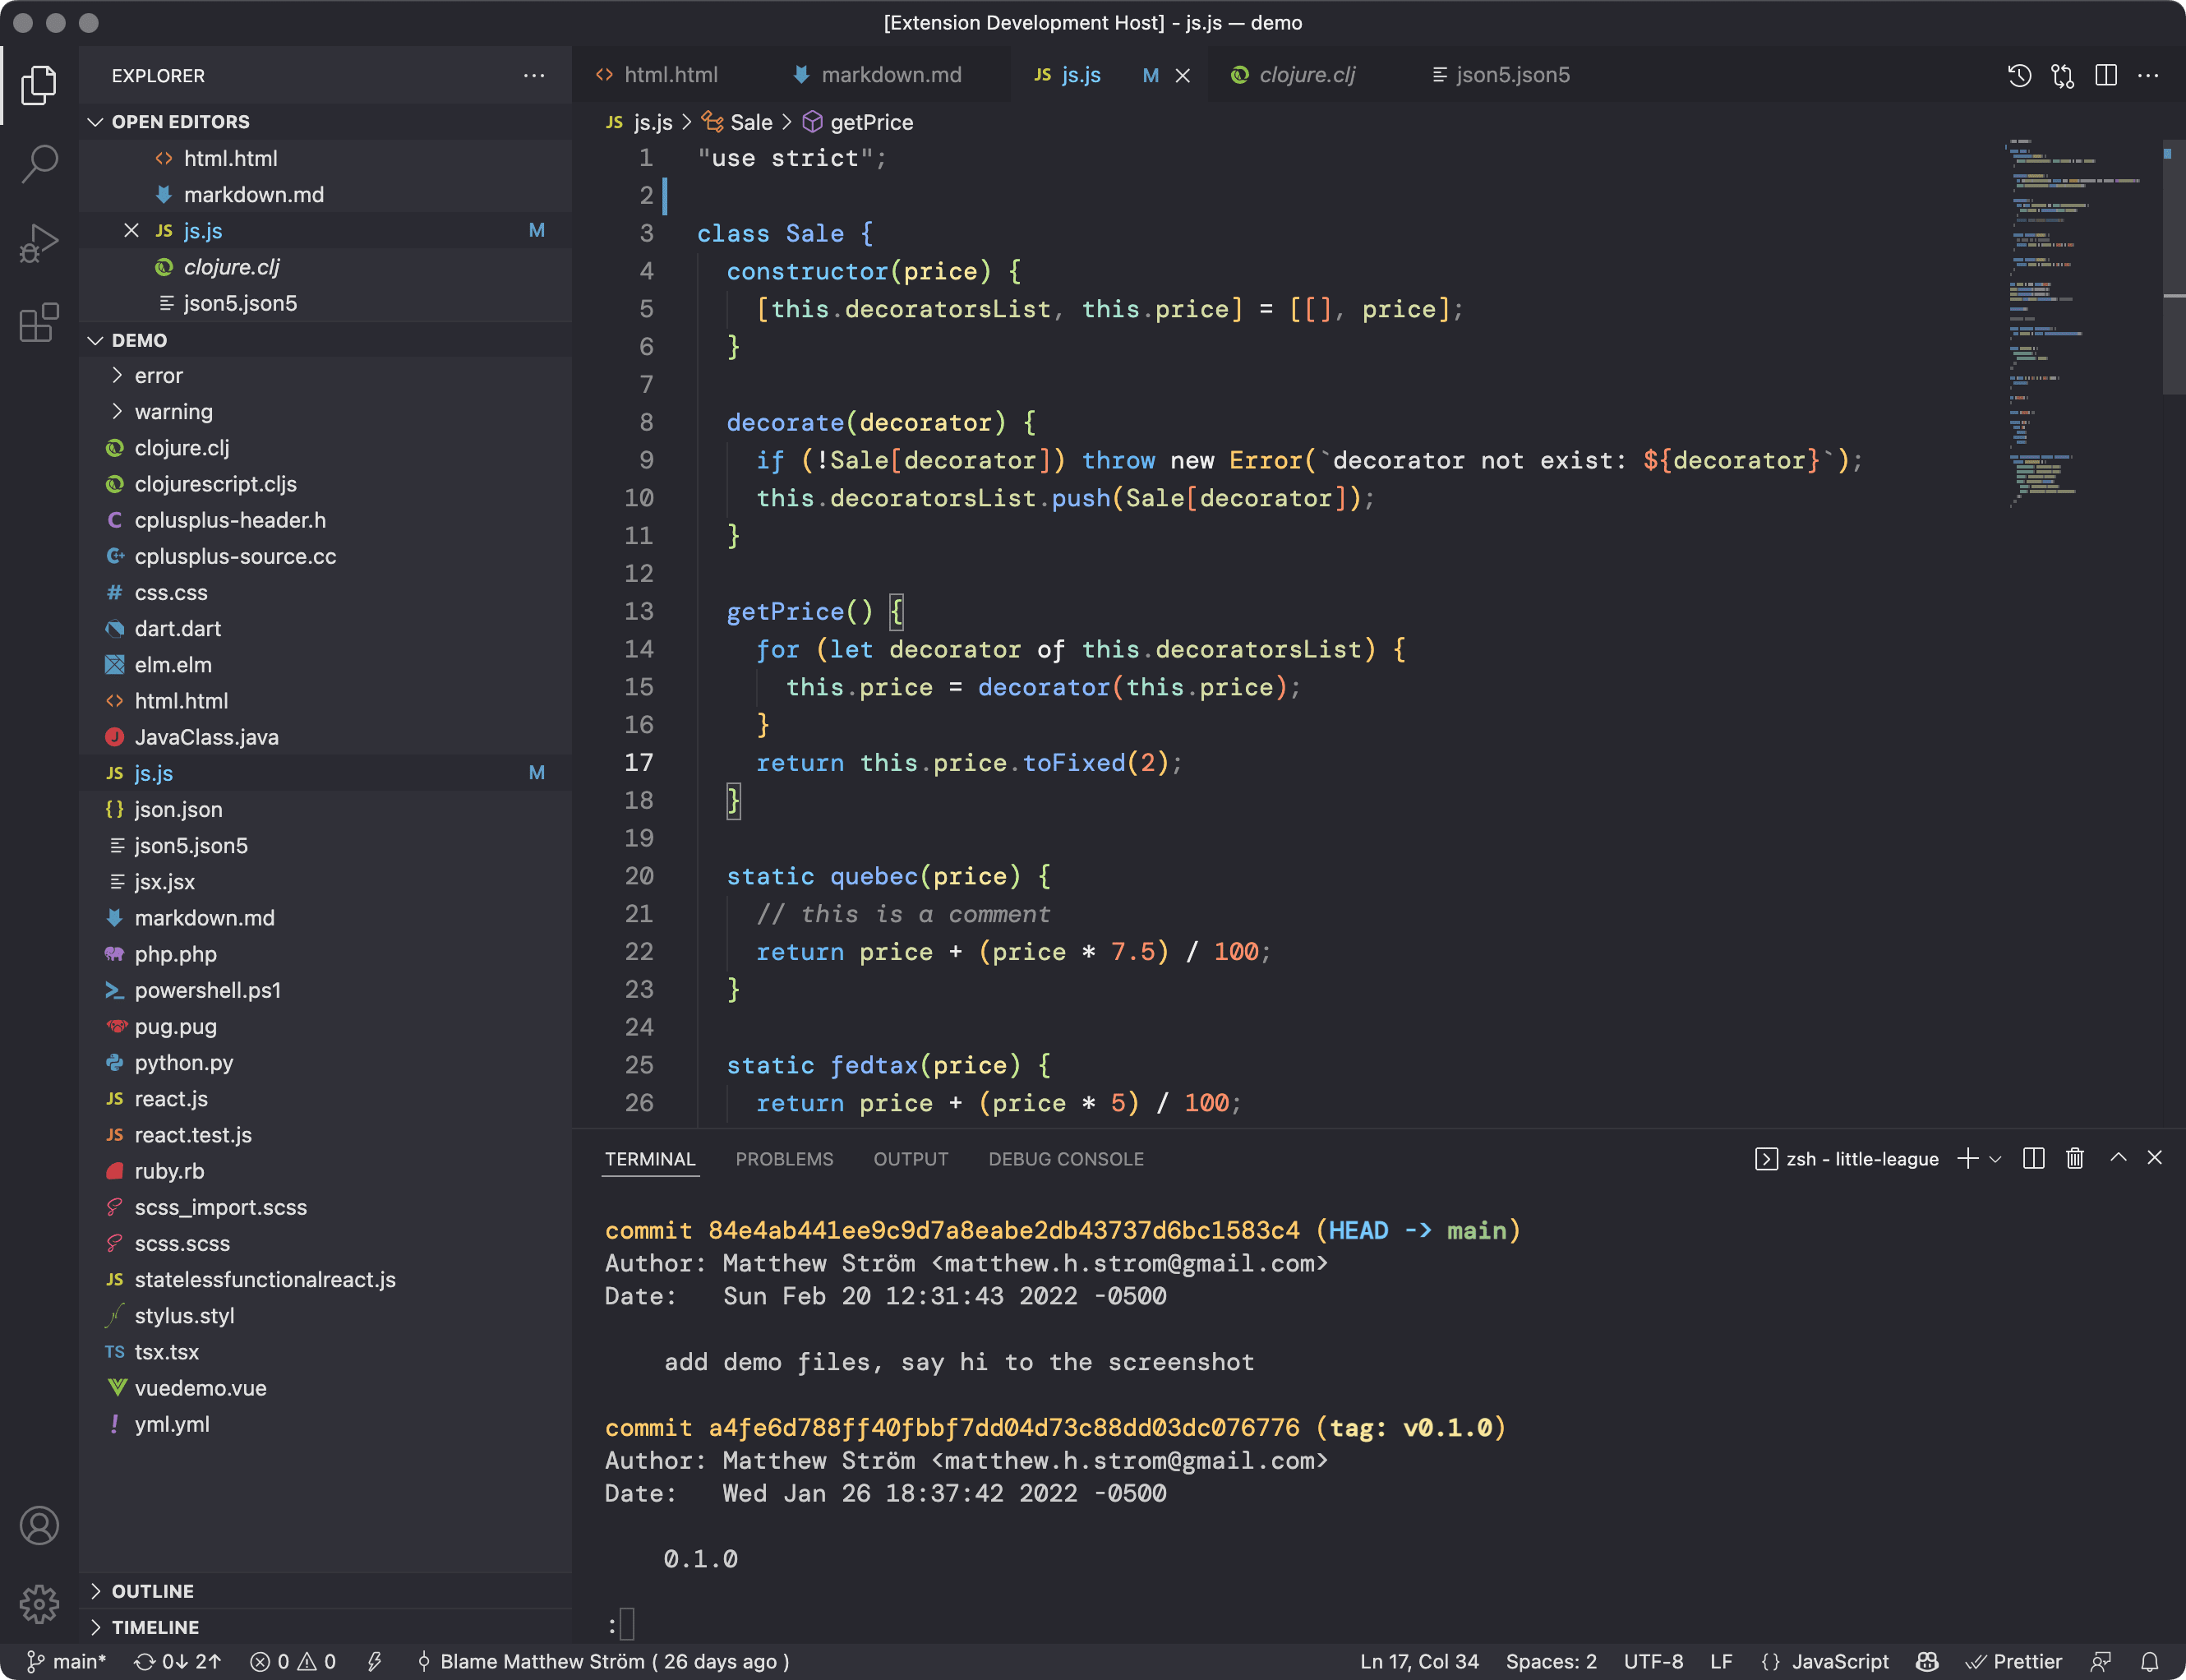 [Extension Development Host] - js.js — demo
EXPLORER
OPEN EDITORS
html.html
markdown.md
JS js.js M
clojure.clj
json5.json5
DEMO
error
warning
clojure.clj
clojurescript.cljs
C cplusplus-header.h
C+ cplusplus-source.cc
# css.css
dart.dart
elm.elm
<> html.html
J JavaClass.java
JS js.js M
{} json.json
json5.json5
jsx.jsx
markdown.md
php.php
powershell.ps1
pug.pug
python.py
JS react.js
JS react.test.js
ruby.rb
scss_import.scss
scss.scss
JS statelessfunctionalreact.js
stylus.styl
TS tsx.tsx
vuedemo.vue
! yml.yml
OUTLINE
TIMELINE
<> html.html markdown.md JS js.js M clojure.clj json5.json5
JS js.js > Sale > getPrice
1 "use strict";
2
3 class Sale {
4 constructor(price) {
5 [this.decoratorsList, this.price] = [[], price];
6 }
7
8 decorate(decorator) {
9 if (!Sale[decorator]) throw new Error(`decorator not exist: ${decorator}`);
10 this.decoratorsList.push(Sale[decorator]);
11 }
12
13 getPrice() {
14 for (let decorator of this.decoratorsList) {
15 this.price = decorator(this.price);
16 }
17 return this.price.toFixed(2);
18 }
19
20 static quebec(price) {
21 // this is a comment
22 return price + (price * 7.5) / 100;
23 }
24
25 static fedtax(price) {
26 return price + (price * 5) / 100;
TERMINAL PROBLEMS OUTPUT DEBUG CONSOLE zsh - little-league
commit 84e4ab441ee9c9d7a8eabe2db43737d6bc1583c4 (HEAD -> main)
Author: Matthew Ström <matthew.h.strom@gmail.com>
Date: Sun Feb 20 12:31:43 2022 -0500
add demo files, say hi to the screenshot
commit a4fe6d788ff40fbbf7dd04d73c88dd03dc076776 (tag: v0.1.0)
Author: Matthew Ström <matthew.h.strom@gmail.com>
Date: Wed Jan 26 18:37:42 2022 -0500
0.1.0
:
main* 0↓ 2↑ 0 0 Blame Matthew Ström ( 26 days ago ) Ln 17, Col 34 Spaces: 2 UTF-8 LF {} JavaScript Prettier